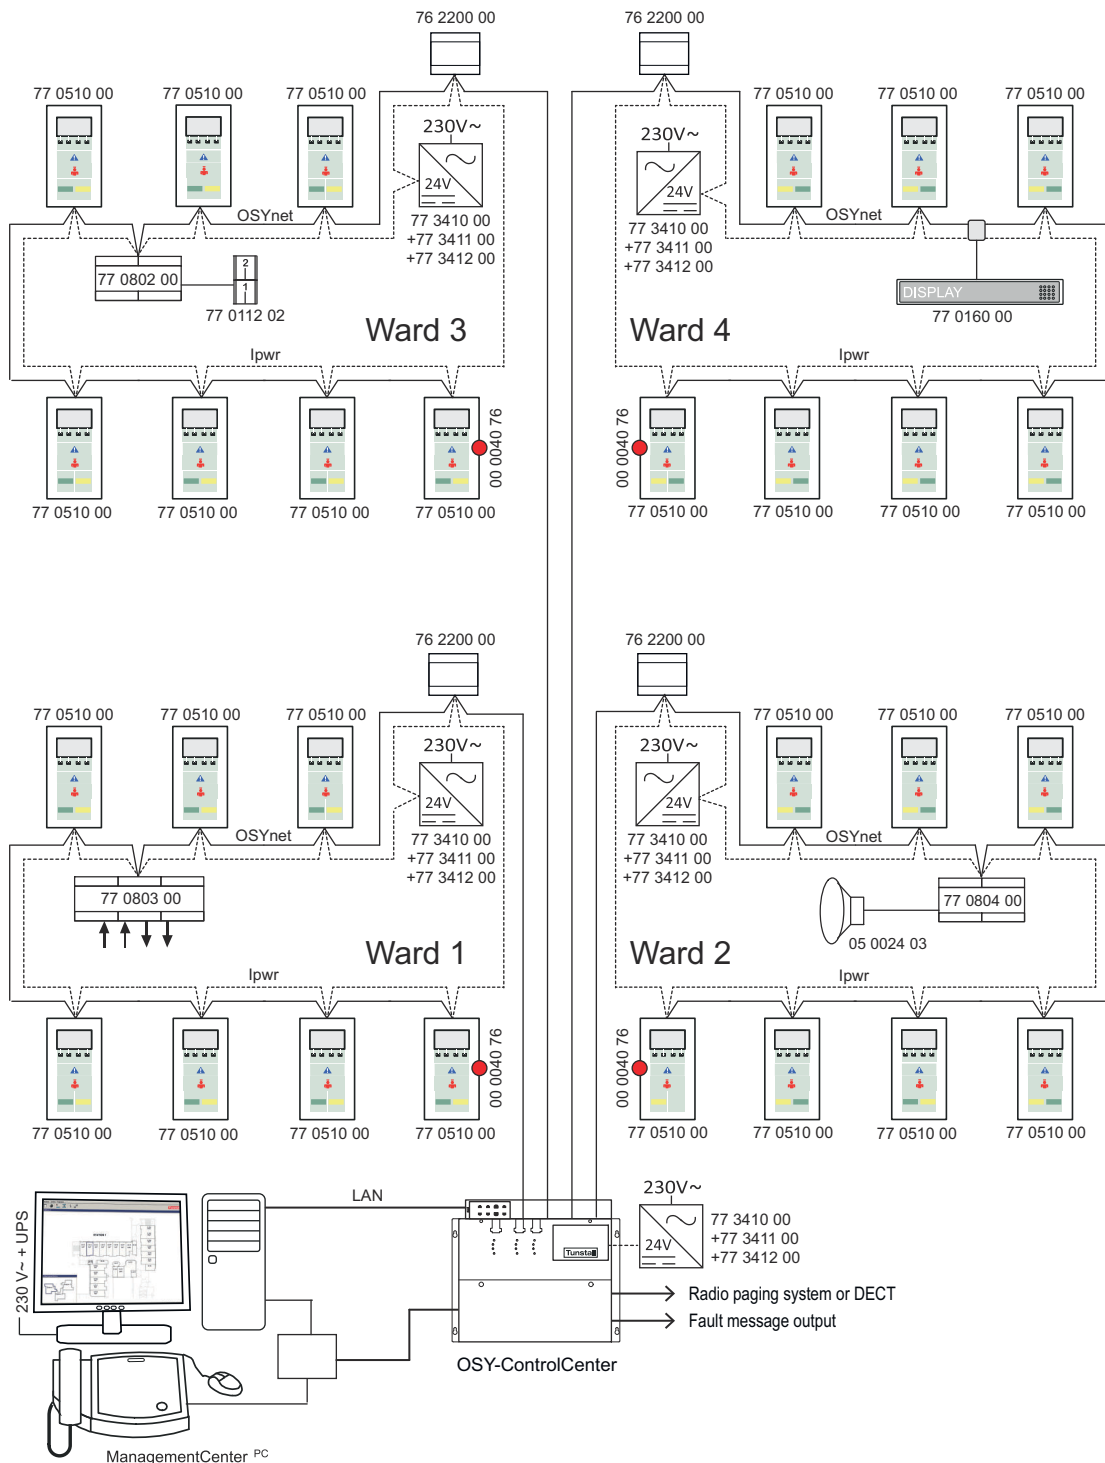 76 2200 00
76 2200 00
77 0510 00
77 0510 00
77 0510 00
77 0510 00
77 0510 00
77 0510 00
230V~
24V
77 3410 00
+77 3411 00
+77 3412 00
230V~
24V
77 3410 00
+77 3411 00
+77 3412 00
OSYnet
OSYnet
77 0802 00
2
1
77 0112 02
DISPLAY
77 0160 00
Ward 3
Ward 4
Ipwr
Ipwr
00 0040 76
00 0040 76
77 0510 00
77 0510 00
77 0510 00
77 0510 00
77 0510 00
77 0510 00
77 0510 00
77 0510 00
76 2200 00
76 2200 00
77 0510 00
77 0510 00
77 0510 00
77 0510 00
77 0510 00
77 0510 00
230V~
24V
77 3410 00
+77 3411 00
+77 3412 00
230V~
24V
77 3410 00
+77 3411 00
+77 3412 00
OSYnet
OSYnet
77 0803 00
77 0804 00
05 0024 03
Ward 1
Ward 2
Ipwr
Ipwr
00 0040 76
00 0040 76
77 0510 00
77 0510 00
77 0510 00
77 0510 00
77 0510 00
77 0510 00
77 0510 00
77 0510 00
230 V~ + UPS
LAN
Tunstall
230V~
24V
77 3410 00
+77 3411 00
+77 3412 00
Radio paging system or DECT
Fault message output
OSY-ControlCenter
ManagementCenter PC